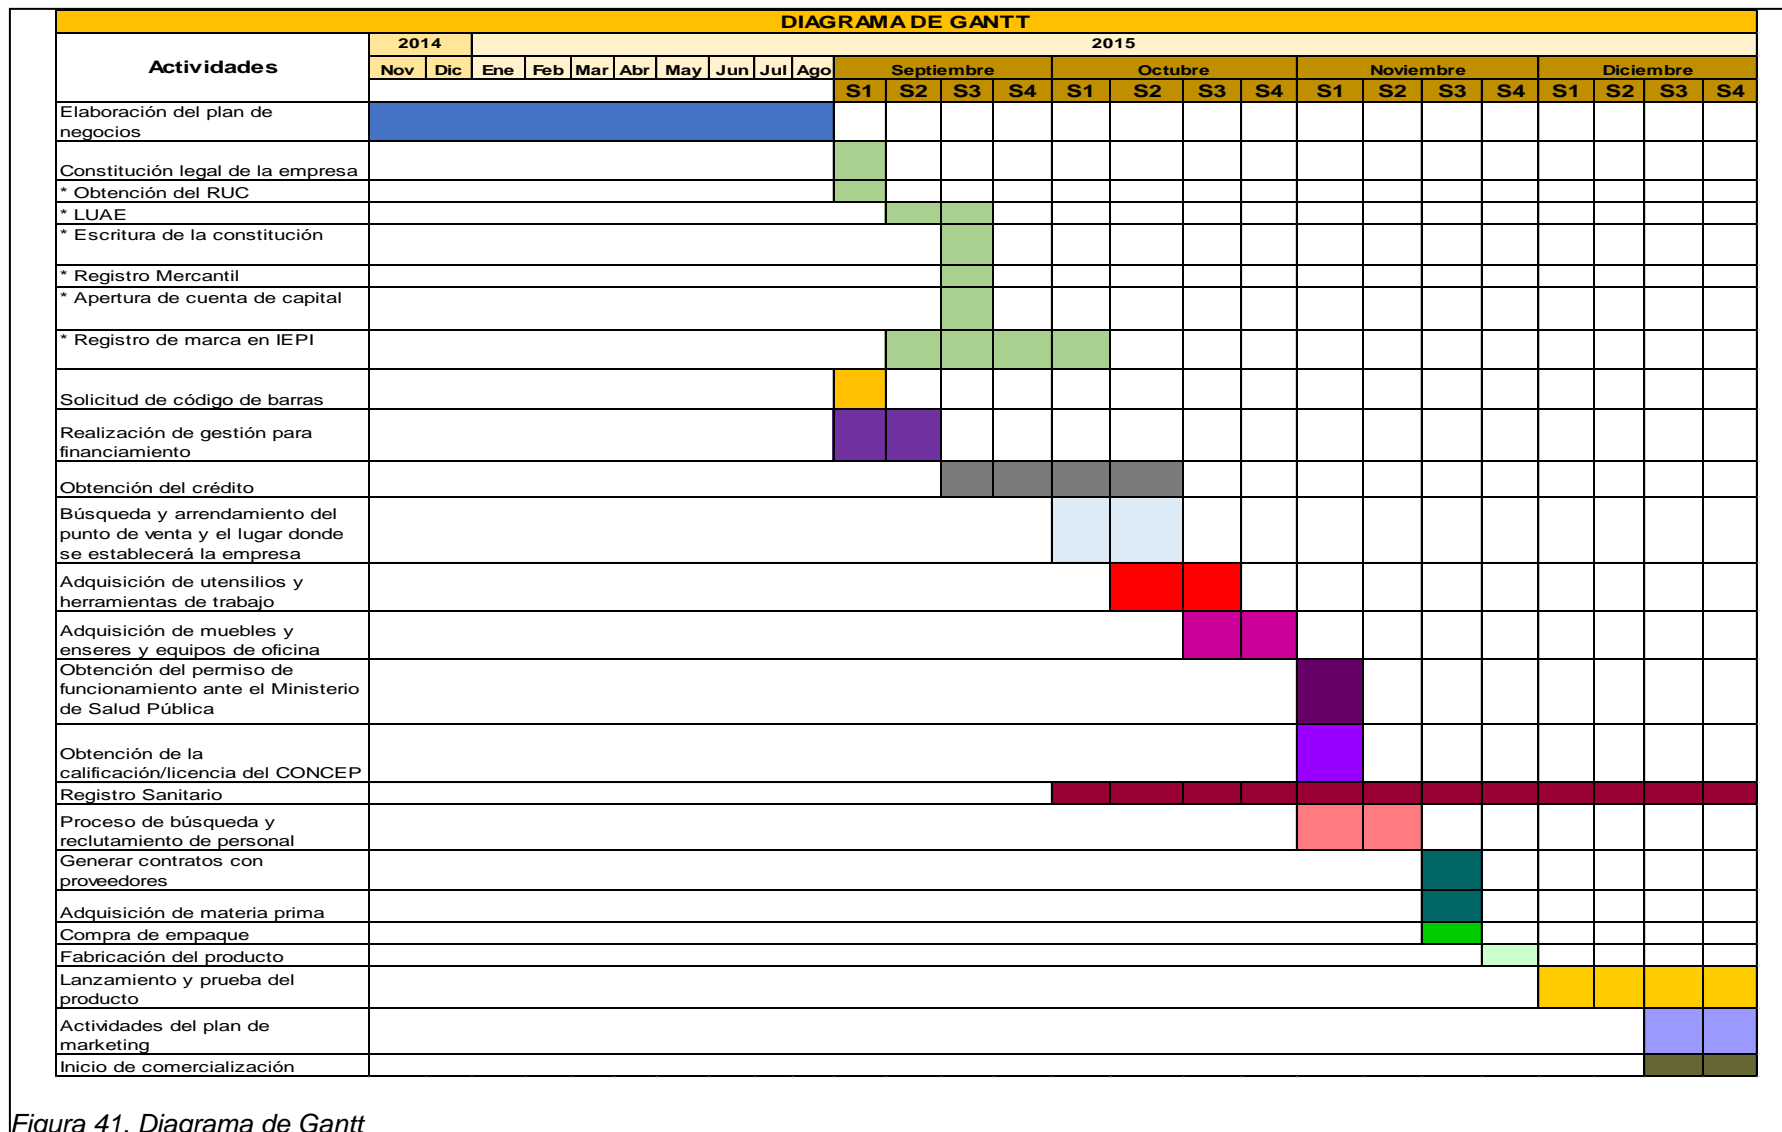 DIAGRAMA DE GANTT
Actividades
2014 2015
Nov Dic Ene Feb Mar Abr May Jun Jul Ago Septiembre Octubre Noviembre Diciembre
S1 S2 S3 S4 S1 S2 S3 S4 S1 S2 S3 S4 S1 S2 S3 S4
Elaboración del plan de
negocios
Constitución legal de la empresa
* Obtención del RUC
* LUAE
* Escritura de la constitución
* Registro Mercantil
* Apertura de cuenta de capital
* Registro de marca en IEPI
Solicitud de código de barras
Realización de gestión para
financiamiento
Obtención del crédito
Búsqueda y arrendamiento del
punto de venta y el lugar donde
se establecerá la empresa
Adquisición de utensilios y
herramientas de trabajo
Adquisición de muebles y
enseres y equipos de oficina
Obtención del permiso de
funcionamiento ante el Ministerio
de Salud Pública
Obtención de la
calificación/licencia del CONCEP
Registro Sanitario
Proceso de búsqueda y
reclutamiento de personal
Generar contratos con
proveedores
Adquisición de materia prima
Compra de empaque
Fabricación del producto
Lanzamiento y prueba del
producto
Actividades del plan de
marketing
Inicio de comercialización
Figura 41. Diagrama de Gantt